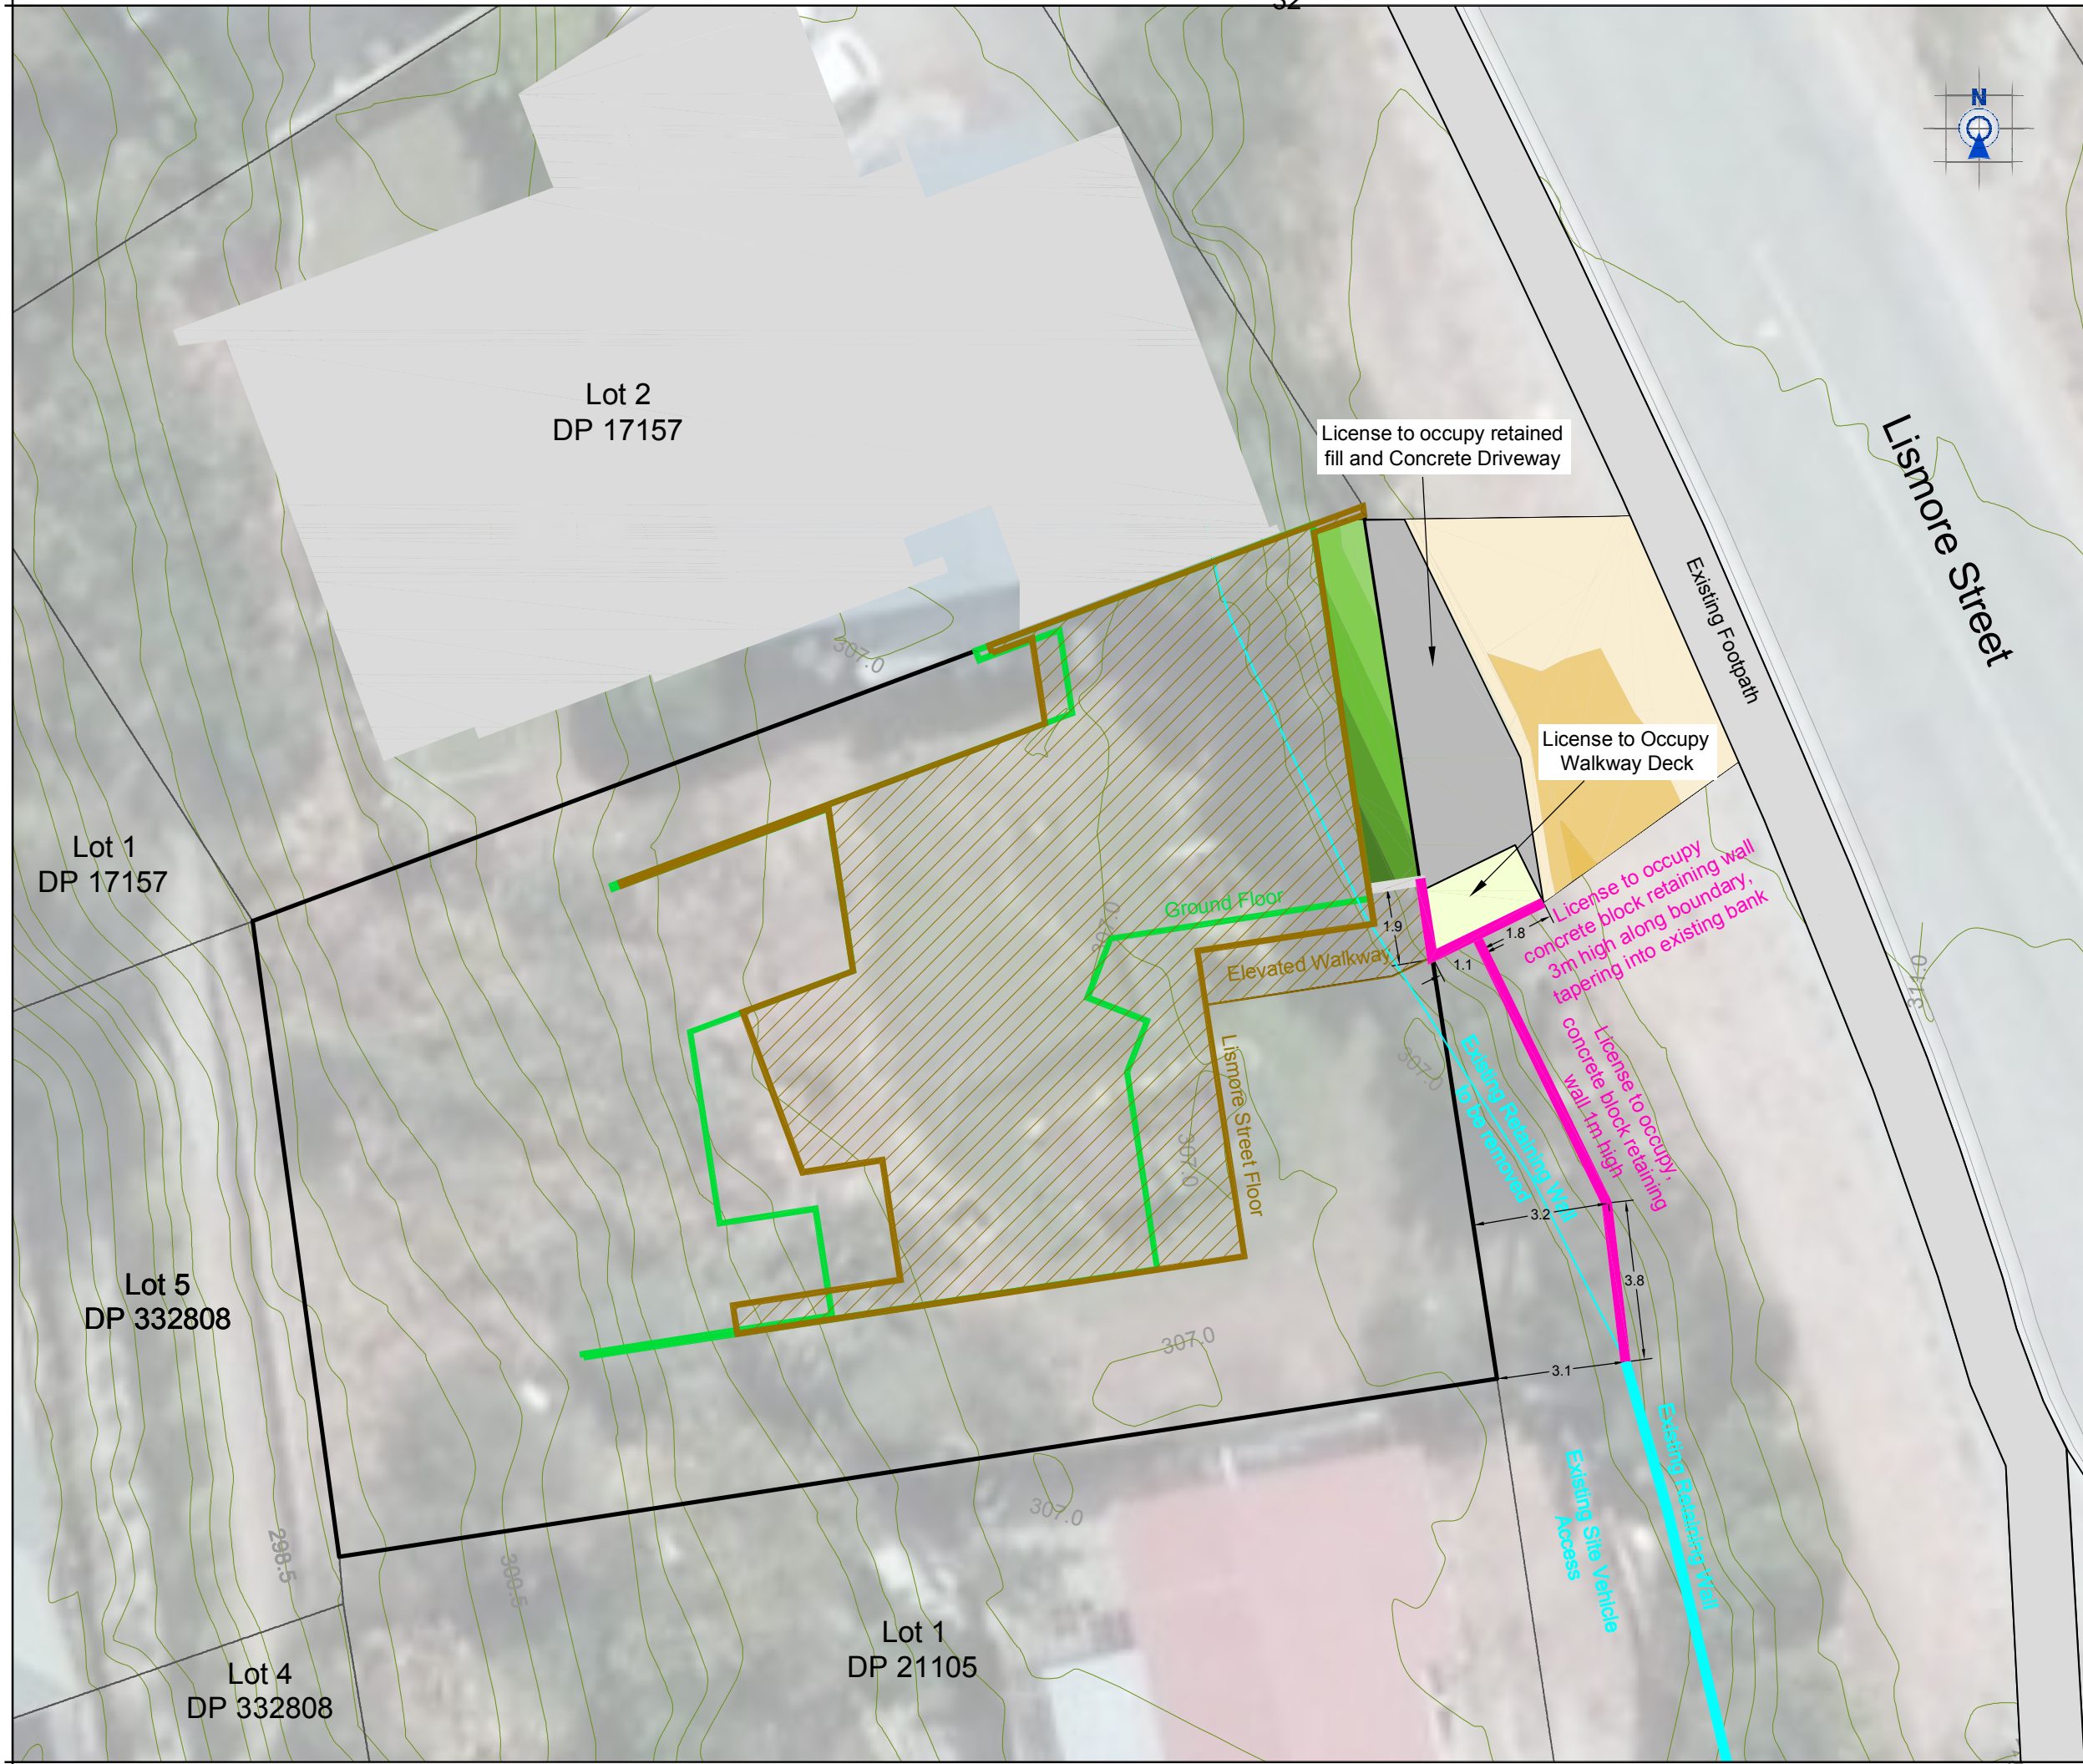 32
N
Lot 2
DP 17157
License to occupy retained
fill and Concrete Driveway
Lismore Street
Existing Footpath
307.0
License to Occupy
Walkway Deck
Lot 1
DP 17157
License to occupy
concrete block retaining wall
3m high along boundary,
tapering into existing bank
Ground Floor
307.0
1.9
1.8
Elevated Walkway
1.1
311.0
License to occupy,
concrete block retaining
wall 1m high
Existing Retaining Wall
to be removed
307.0
Lismore Street Floor
307.0
3.2
3.8
Lot 5
DP 332808
307.0
3.1
Existing Retaining Wall
Existing Site Vehicle
Access
307.0
298.5
300.5
Lot 1
DP 21105
Lot 4
DP 332808